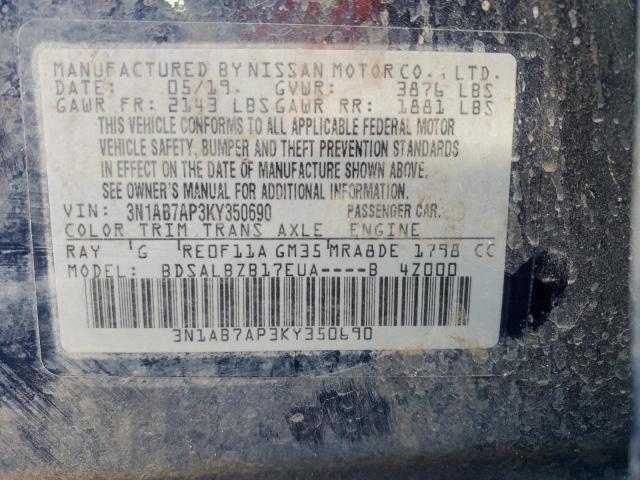 MANUFACTURED BY NISSAN MOTOR CO., LTD.
DATE: 05/19. GVWR: 3876 LBS
GAWR FR: 2143 LBS GAWR RR: 1881 LBS
THIS VEHICLE CONFORMS TO ALL APPLICABLE FEDERAL MOTOR
VEHICLE SAFETY, BUMPER AND THEFT PREVENTION STANDARDS
IN EFFECT ON THE DATE OF MANUFACTURE SHOWN ABOVE.
SEE OWNER'S MANUAL FOR ADDITIONAL INFORMATION.
VIN: 3N1AB7AP3KY350690 PASSENGER CAR.
COLOR TRIM TRANS AXLE ENGINE
RAY G RE0F11A GM35 MRA8DE 1798 CC
MODEL: BDSALBZB17EUA----B 4Z000
3N1AB7AP3KY350690